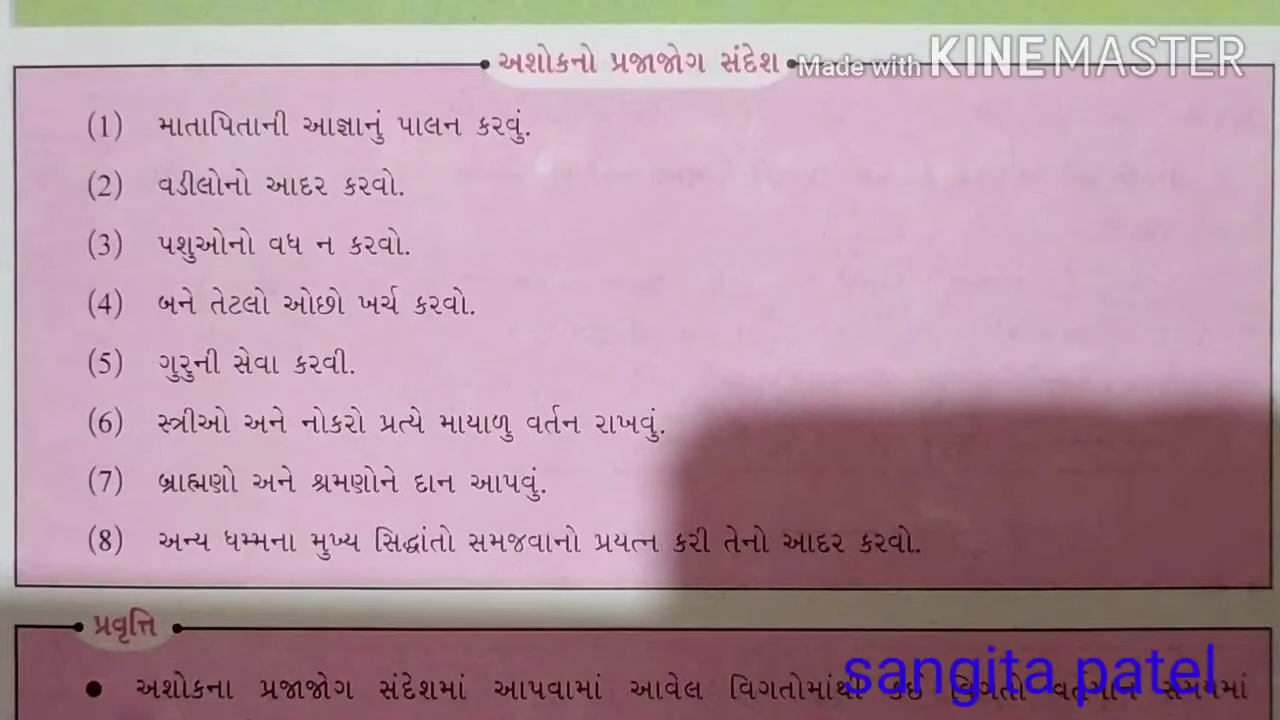 અશોકનો પ્રજાજોગ સંદેશ
Made with KINEMASTER
(1) માતાપિતાની આજ્ઞાનું પાલન કરવું.
(2) વડીલોનો આદર કરવો.
(3) પશુઓનો વધ ન કરવો.
(4) બને તેટલો ઓછો ખર્ચ કરવો.
(5) ગુરુની સેવા કરવી.
(6) સ્ત્રીઓ અને નોકરો પ્રત્યે માયાળુ વર્તન રાખવું.
(7) બ્રાહ્મણો અને શ્રમણોને દાન આપવું.
(8) અન્ય ધમ્મના મુખ્ય સિદ્ધાંતો સમજવાનો પ્રયત્ન કરી તેનો આદર કરવો.
પ્રવૃત્તિ
● અશોકના પ્રજાજોગ સંદેશમાં આપવામાં આવેલ વિગતોમાંથી
sangita patel